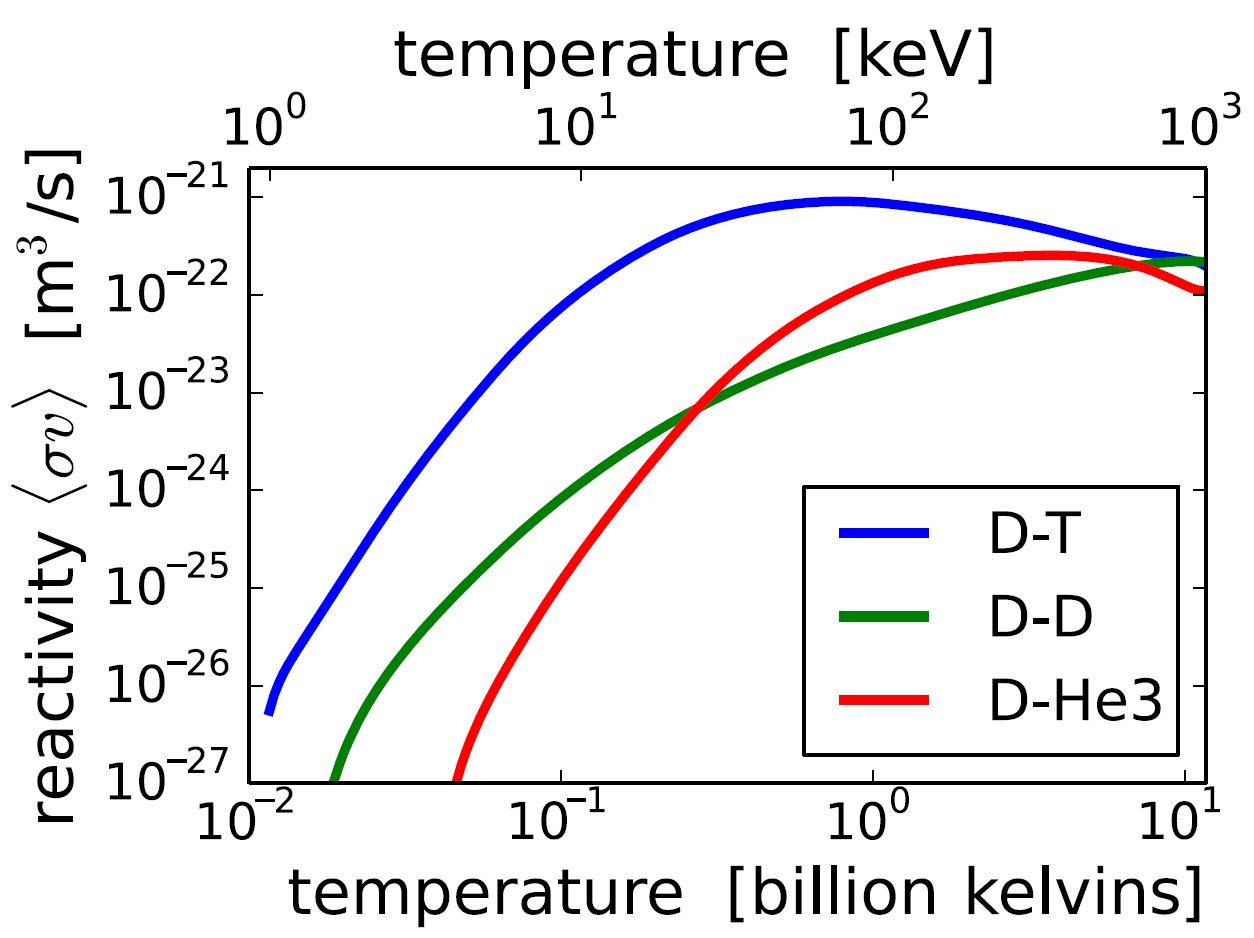 temperature [keV]
10⁰ 10¹ 10² 10³
reactivity ⟨σv⟩ [m³/s]
10⁻²¹
10⁻²²
10⁻²³
10⁻²⁴
10⁻²⁵
10⁻²⁶
10⁻²⁷
D-T
D-D
D-He3
10⁻² 10⁻¹ 10⁰ 10¹
temperature [billion kelvins]